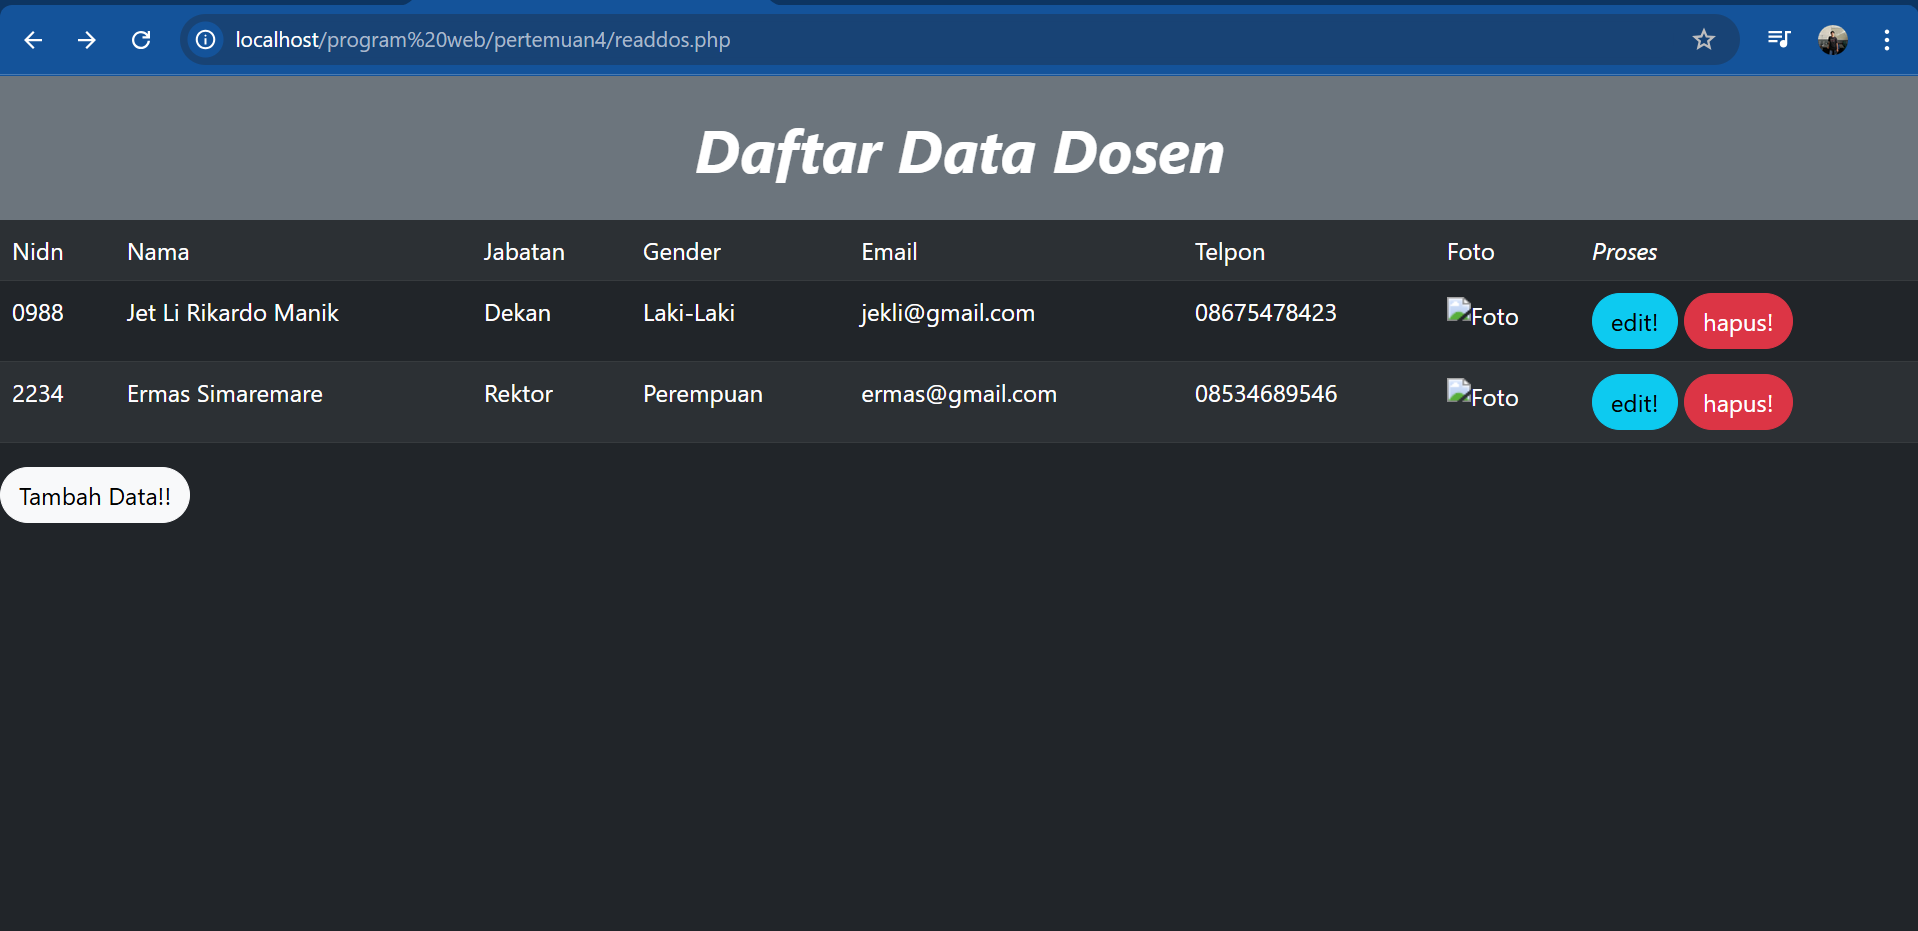 localhost/program%20web/pertemuan4/readdos.php
Daftar Data Dosen
Nidn Nama Jabatan Gender Email Telpon Foto Proses
0988 Jet Li Rikardo Manik Dekan Laki-Laki jekli@gmail.com 08675478423 Foto edit! hapus!
2234 Ermas Simaremare Rektor Perempuan ermas@gmail.com 08534689546 Foto edit! hapus!
Tambah Data!!